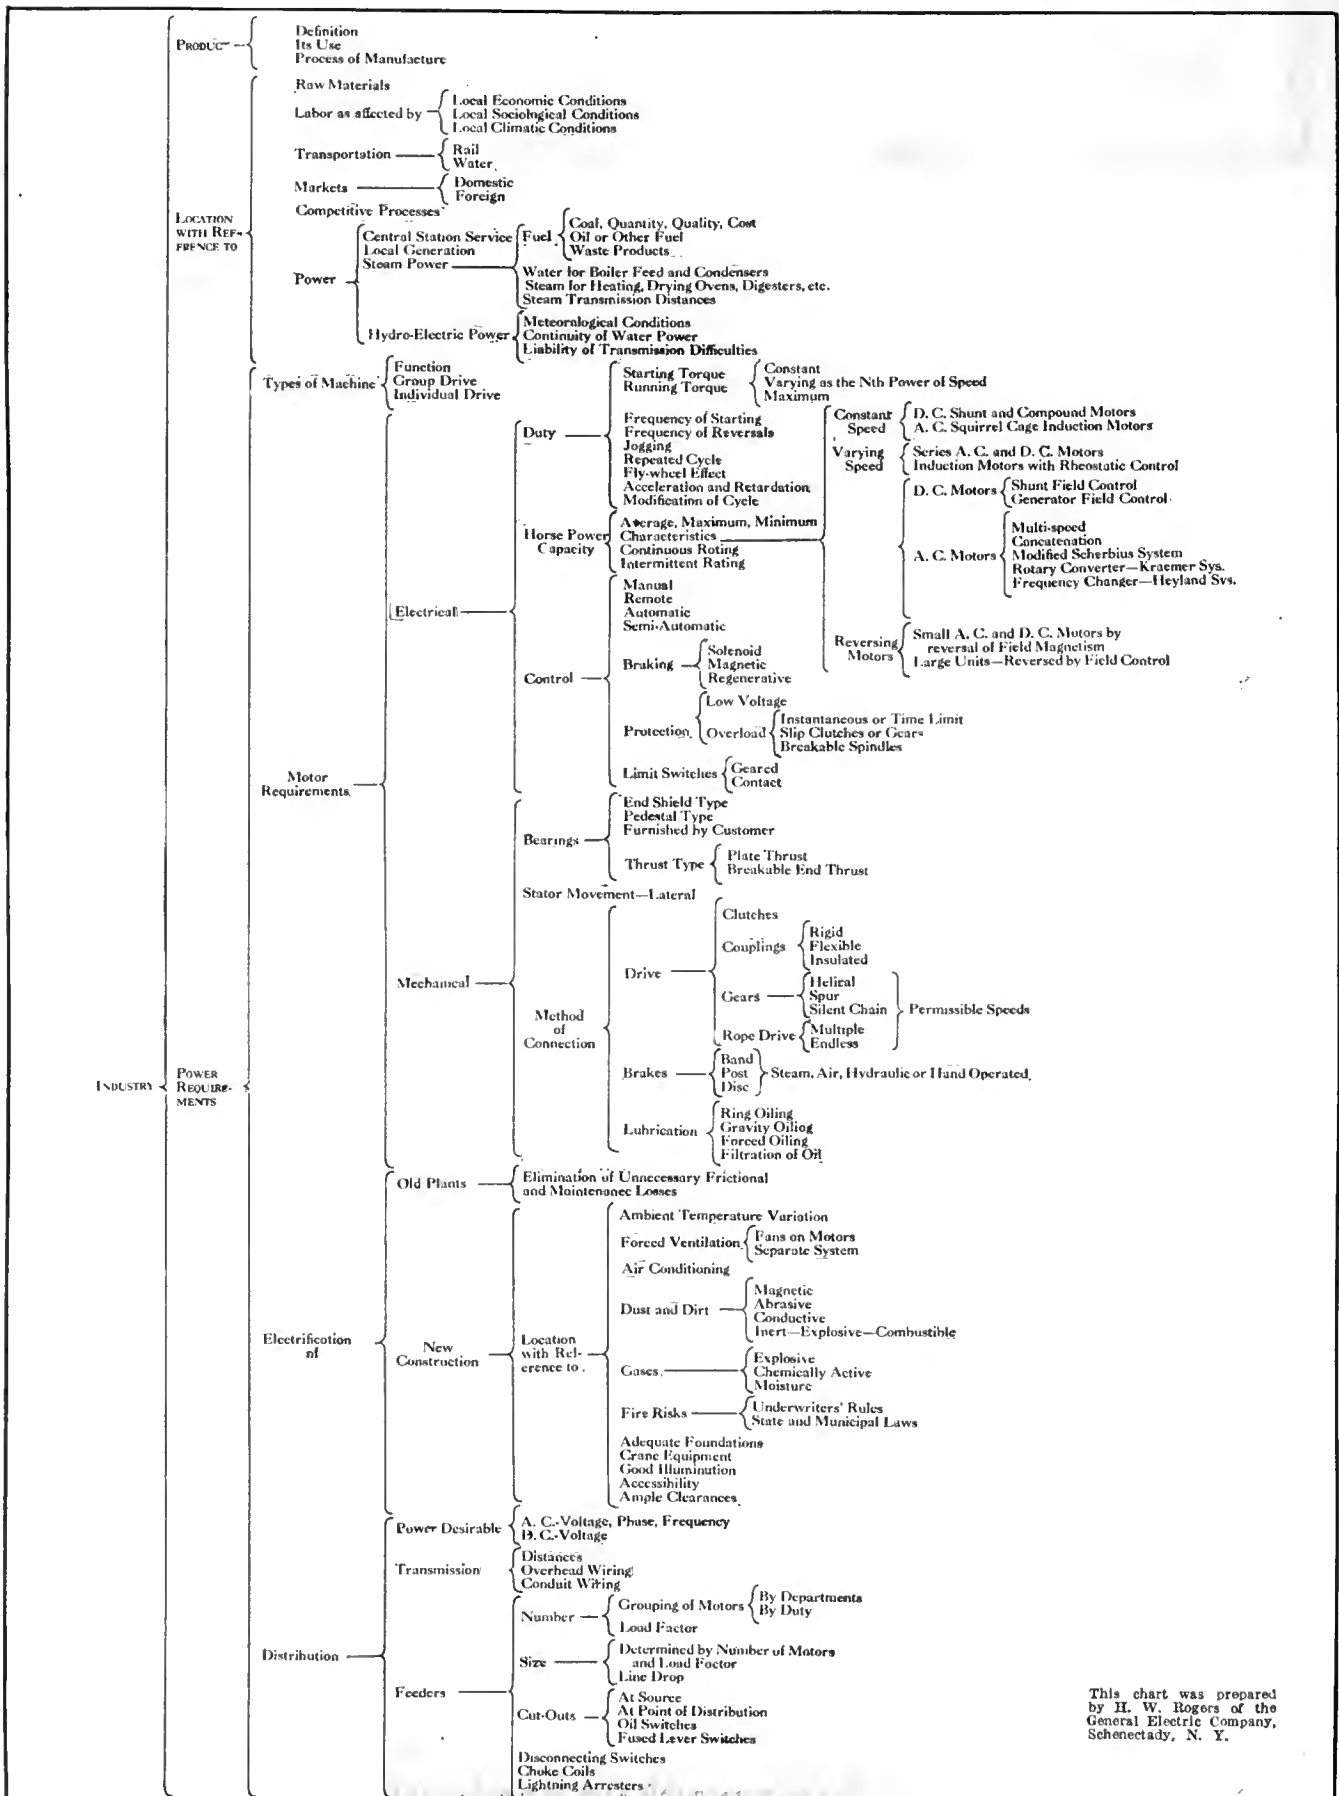 Definition
PRODUCT
Its Use
Process of Manufacture
Raw Materials
Labor as affected by
Local Economic Conditions
Local Sociological Conditions
Local Climatic Conditions
Transportation
Rail
Water
Markets
Domestic
Foreign
Competitive Processes
LOCATION
WITH REF-
ERENCE TO
Power
Central Station Service
Local Generation
Steam Power
Fuel
Coal, Quantity, Quality, Cost
Oil or Other Fuel
Waste Products
Water for Boiler Feed and Condensers
Steam for Heating, Drying Ovens, Digesters, etc.
Steam Transmission Distances
Hydro-Electric Power
Meteorological Conditions
Continuity of Water Power
Liability of Transmission Difficulties
Types of Machine
Function
Group Drive
Individual Drive
Duty
Starting Torque
Running Torque
Constant
Varying as the Nth Power of Speed
Maximum
Frequency of Starting
Frequency of Reversals
Jogging
Repeated Cycle
Fly-wheel Effect
Acceleration and Retardation
Modification of Cycle
Constant
Speed
D. C. Shunt and Compound Motors
A. C. Squirrel Cage Induction Motors
Varying
Speed
Series A. C. and D. C. Motors
Induction Motors with Rheostatic Control
D. C. Motors
Shunt Field Control
Generator Field Control
Horse Power
Capacity
Average, Maximum, Minimum
Characteristics
Continuous Roting
Intermittent Rating
A. C. Motors
Multi-speed
Concatenation
Modified Scherbius System
Rotary Converter—Kraemer Sys.
Frequency Changer—Heyland Sys.
Electrical
Manual
Remote
Automatic
Semi-Automatic
Reversing
Motors
Small A. C. and D. C. Motors by
reversal of Field Magnetism
Large Units—Reversed by Field Control
Control
Braking
Solenoid
Magnetic
Regenerative
Protection
Low Voltage
Overload
Instantaneous or Time Limit
Slip Clutches or Gears
Breakable Spindles
Limit Switches
Geared
Contact
Motor
Requirements
Bearings
End Shield Type
Pedestal Type
Furnished by Customer
Thrust Type
Plate Thrust
Breakable End Thrust
Stator Movement—Lateral
Mechanical
Method
of
Connection
Drive
Clutches
Couplings
Rigid
Flexible
Insulated
Gears
Helical
Spur
Silent Chain
Permissible Speeds
Rope Drive
Multiple
Endless
INDUSTRY
POWER
REQUIRE-
MENTS
Brakes
Band
Post
Disc
Steam, Air, Hydraulic or Hand Operated
Lubrication
Ring Oiling
Gravity Oiling
Forced Oiling
Filtration of Oil
Old Plants
Elimination of Unnecessary Frictional
and Maintenance Losses
Electrification
of
New
Construction
Location
with Ref-
erence to
Ambient Temperature Variation
Forced Ventilation
Fans on Motors
Separate System
Air Conditioning
Dust and Dirt
Magnetic
Abrasive
Conductive
Inert—Explosive—Combustible
Gases
Explosive
Chemically Active
Moisture
Fire Risks
Underwriters' Rules
State and Municipal Laws
Adequate Foundations
Crane Equipment
Good Illumination
Accessibility
Ample Clearances
Power Desirable
A. C.-Voltage, Phase, Frequency
D. C.-Voltage
Transmission
Distances
Overhead Wiring
Conduit Wiring
Distribution
Feeders
Number
Grouping of Motors
By Departments
By Duty
Load Factor
Size
Determined by Number of Motors
and Load Factor
Line Drop
Cut-Outs
At Source
At Point of Distribution
Oil Switches
Fused Lever Switches
Disconnecting Switches
Choke Coils
Lightning Arresters
This chart was prepared
by H. W. Rogers of the
General Electric Company,
Schenectady, N. Y.